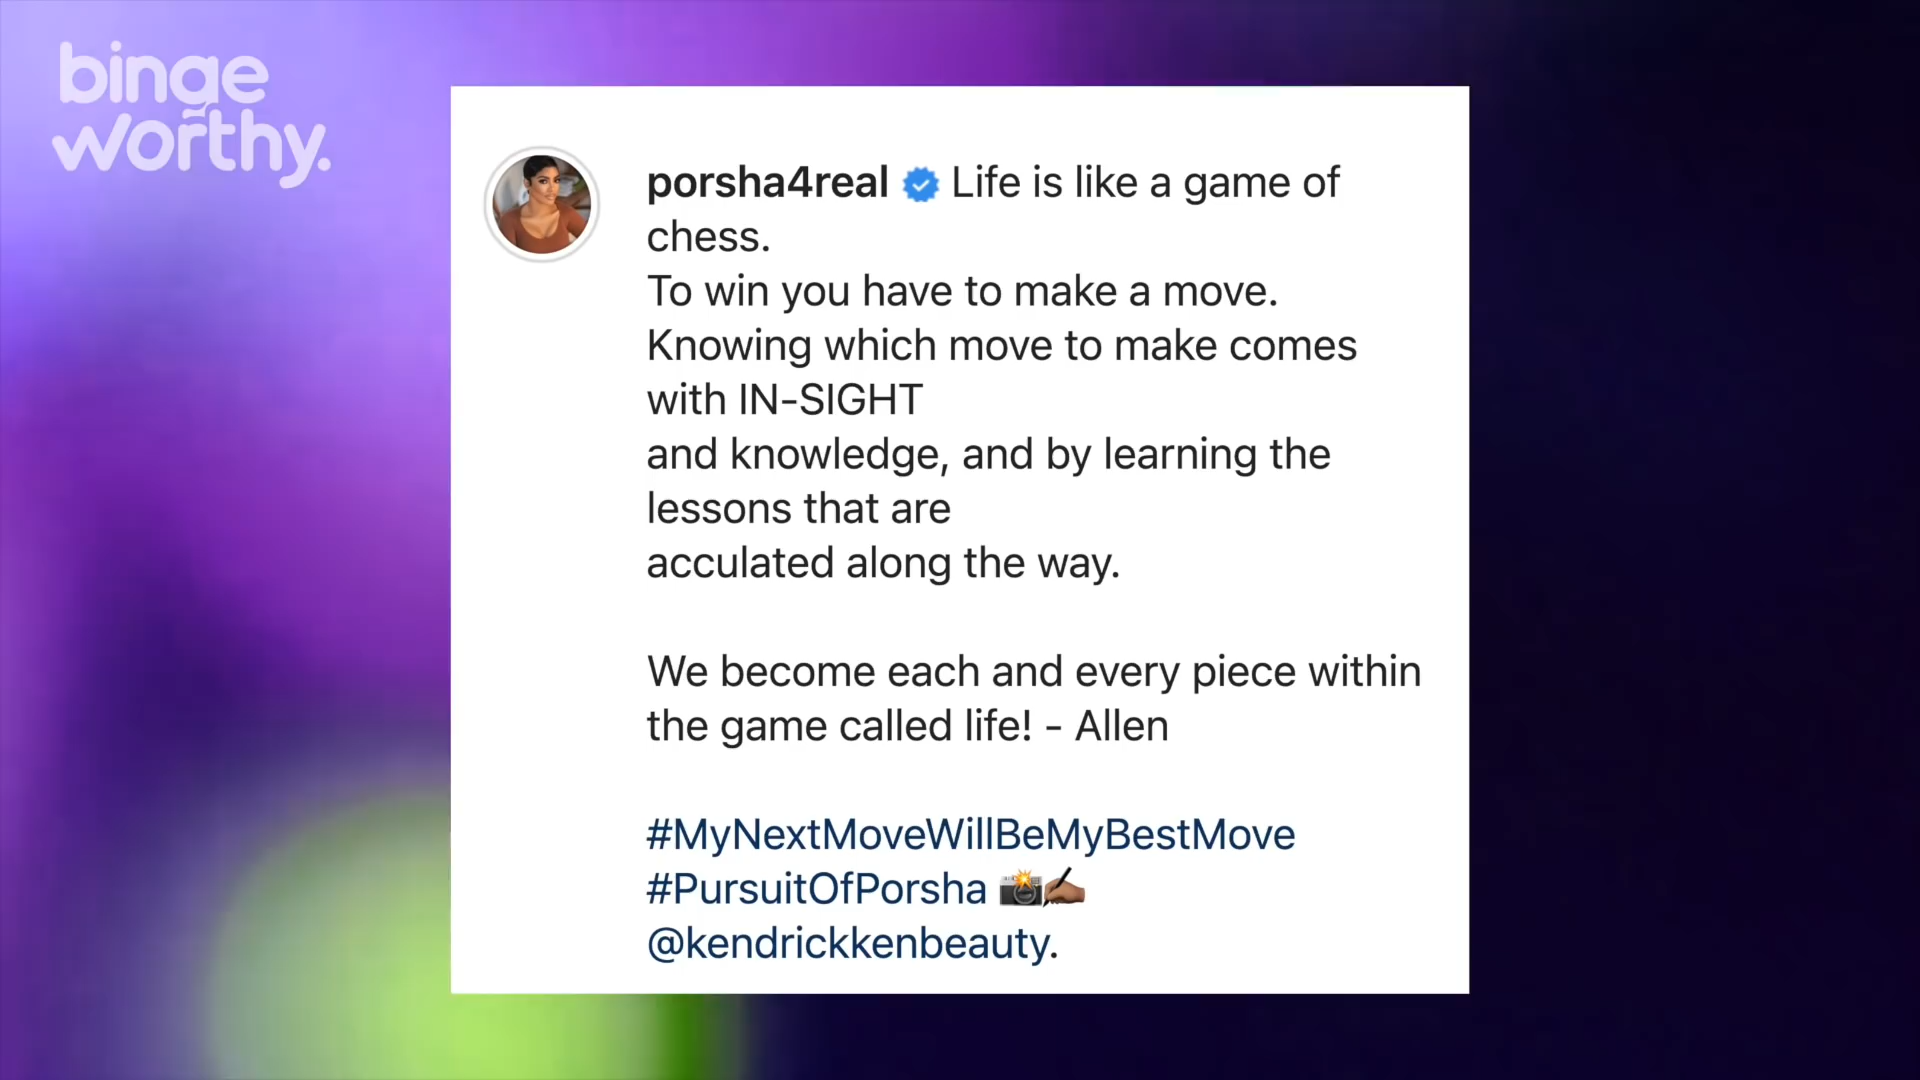 binge
worthy.
porsha4real Life is like a game of
chess.
To win you have to make a move.
Knowing which move to make comes
with IN-SIGHT
and knowledge, and by learning the
lessons that are
acculated along the way.
We become each and every piece within
the game called life! - Allen
#MyNextMoveWillBeMyBestMove
#PursuitOfPorsha 📸✍🏾
@kendrickkenbeauty.